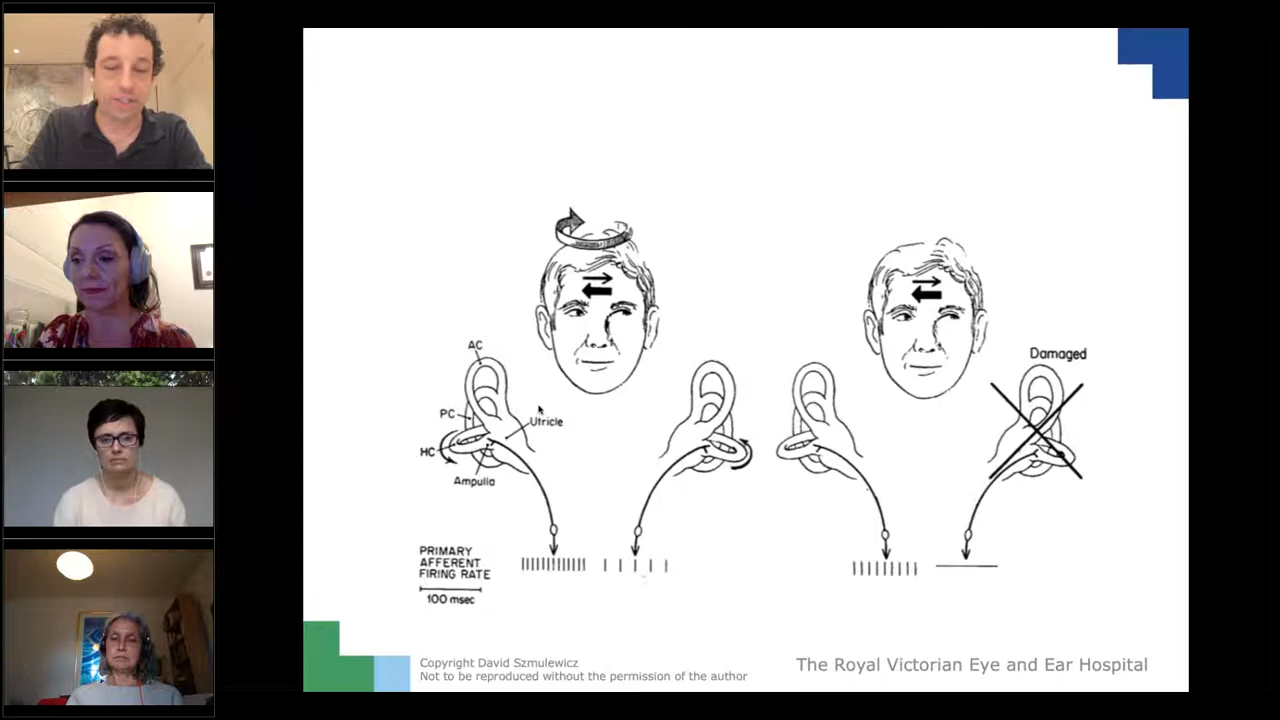 AC
PC
Utricle
HC
Ampulla
Damaged
PRIMARY
AFFERENT
FIRING RATE
100 msec
Copyright David Szmulewicz
Not to be reproduced without the permission of the author
The Royal Victorian Eye and Ear Hospital